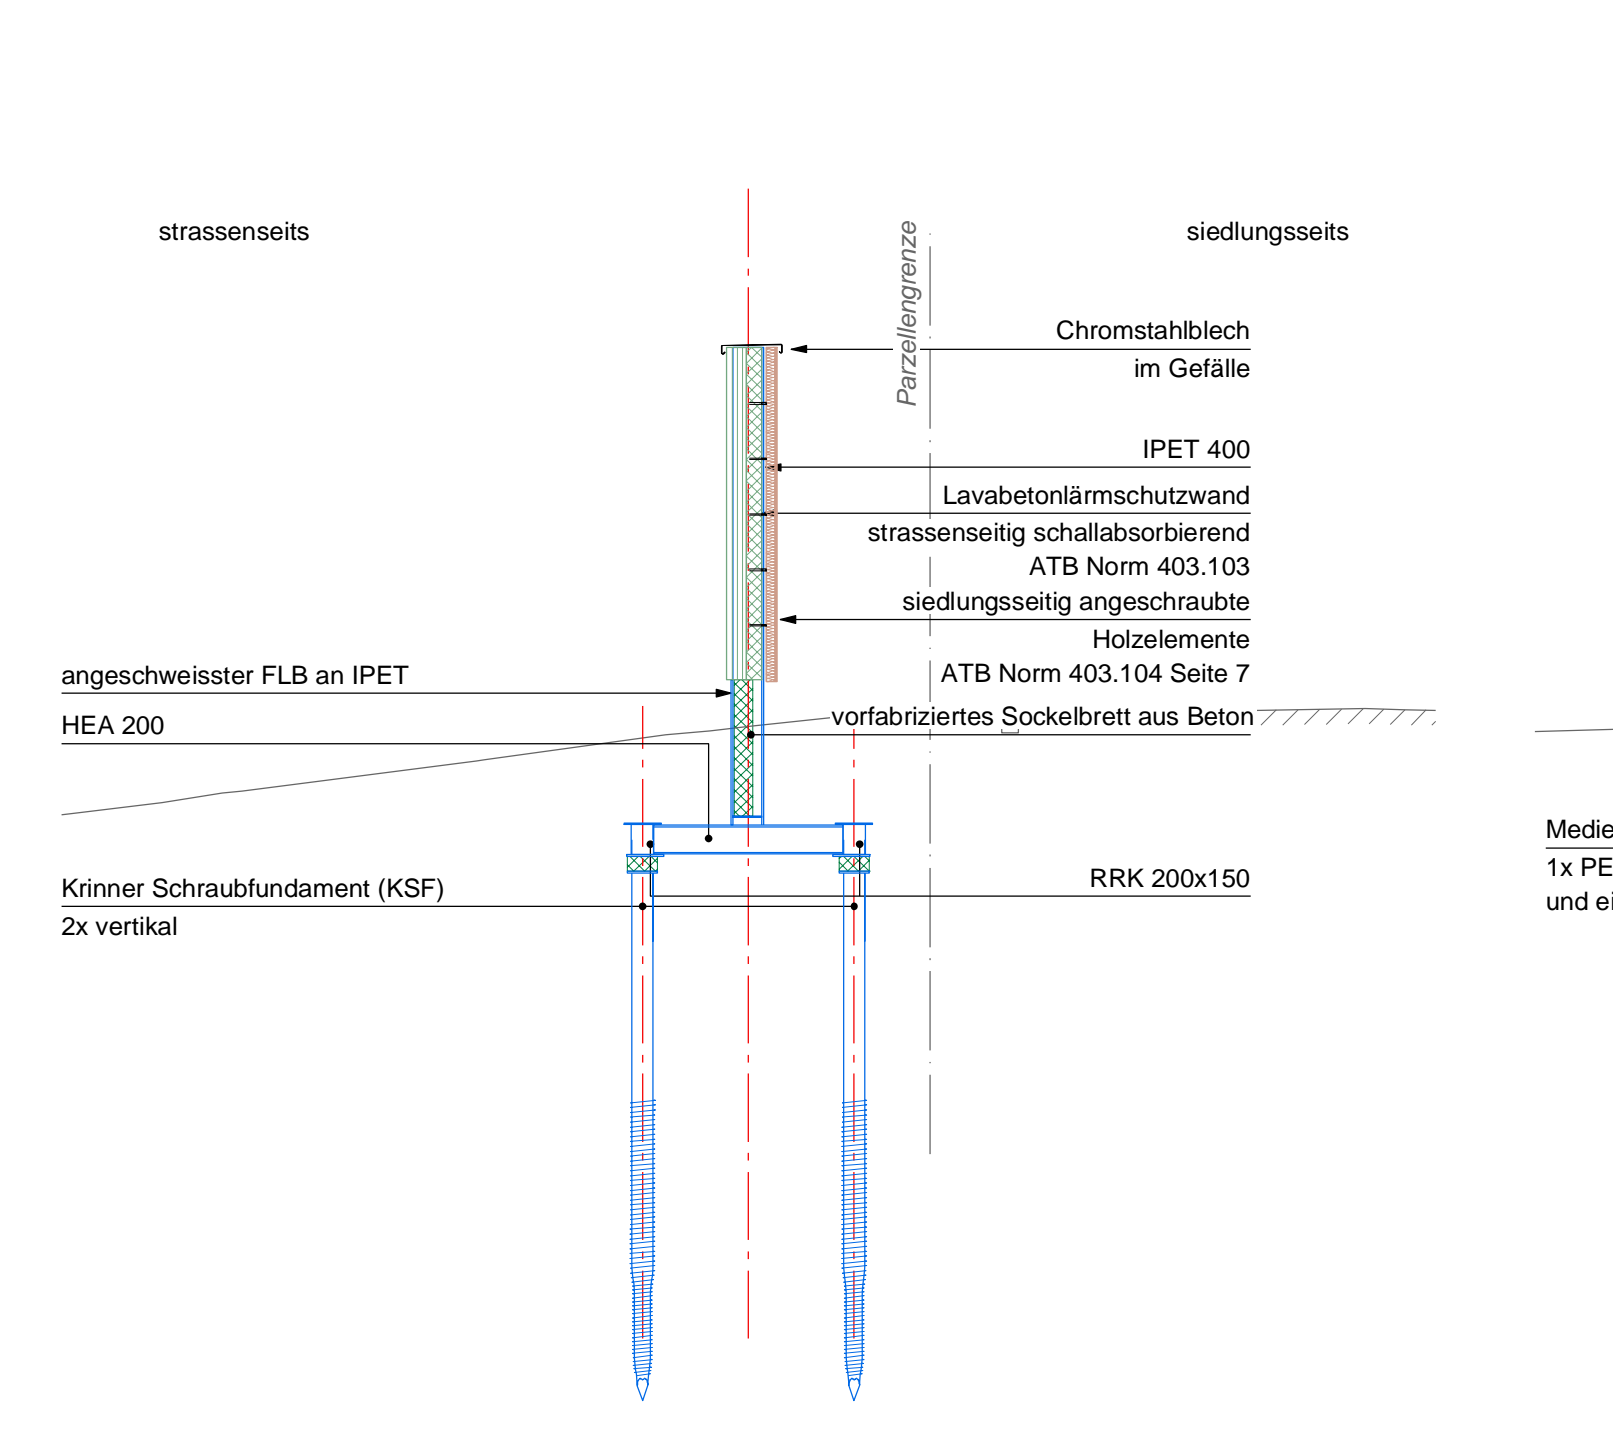 strassenseits
siedlungsseits
Parzellengrenze
Chromstahlblech
im Gefälle
IPET 400
Lavabetonlärmschutzwand
strassenseitig schallabsorbierend
ATB Norm 403.103
siedlungsseitig angeschraubte
Holzelemente
ATB Norm 403.104 Seite 7
angeschweisster FLB an IPET
HEA 200
vorfabriziertes Sockelbrett aus Beton
Krinner Schraubfundament (KSF)
2x vertikal
RRK 200x150
Medie
1x PE
und ei